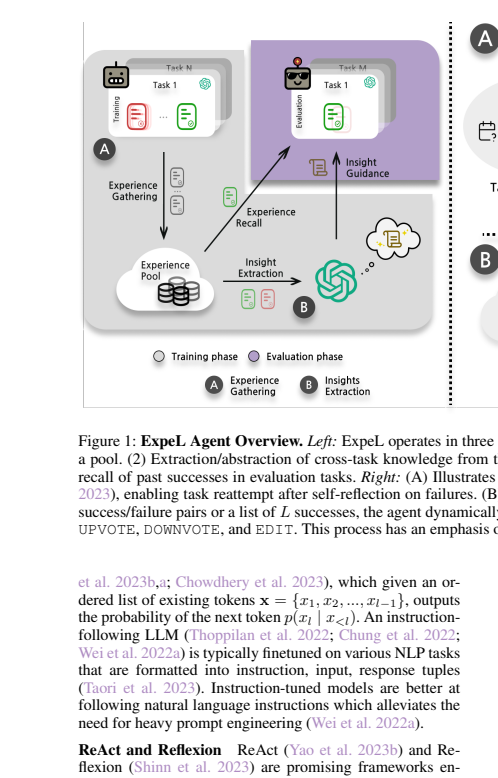 Task N
Task 1
Training
...
A
Experience
Gathering
...
Task M
Task 1
Evaluation
Insight
Guidance
Experience
Recall
Experience
Pool
Insight
Extraction
B
Training phase
Evaluation phase
A
Experience
Gathering
B
Insights
Extraction
A
Ta
B
Figure 1: ExpeL Agent Overview. Left: ExpeL operates in three
a pool. (2) Extraction/abstraction of cross-task knowledge from t
recall of past successes in evaluation tasks. Right: (A) Illustrates
2023), enabling task reattempt after self-reflection on failures. (B
success/failure pairs or a list of L successes, the agent dynamically
UPVOTE, DOWNVOTE, and EDIT. This process has an emphasis o
et al. 2023b,a; Chowdhery et al. 2023), which given an or-
dered list of existing tokens x = {x₁, x₂, ..., xₗ₋₁}, outputs
the probability of the next token p(xₗ | x<ₗ). An instruction-
following LLM (Thoppilan et al. 2022; Chung et al. 2022;
Wei et al. 2022a) is typically finetuned on various NLP tasks
that are formatted into instruction, input, response tuples
(Taori et al. 2023). Instruction-tuned models are better at
following natural language instructions which alleviates the
need for heavy prompt engineering (Wei et al. 2022a).
ReAct and Reflexion ReAct (Yao et al. 2023b) and Re-
flexion (Shinn et al. 2023) are promising frameworks en-